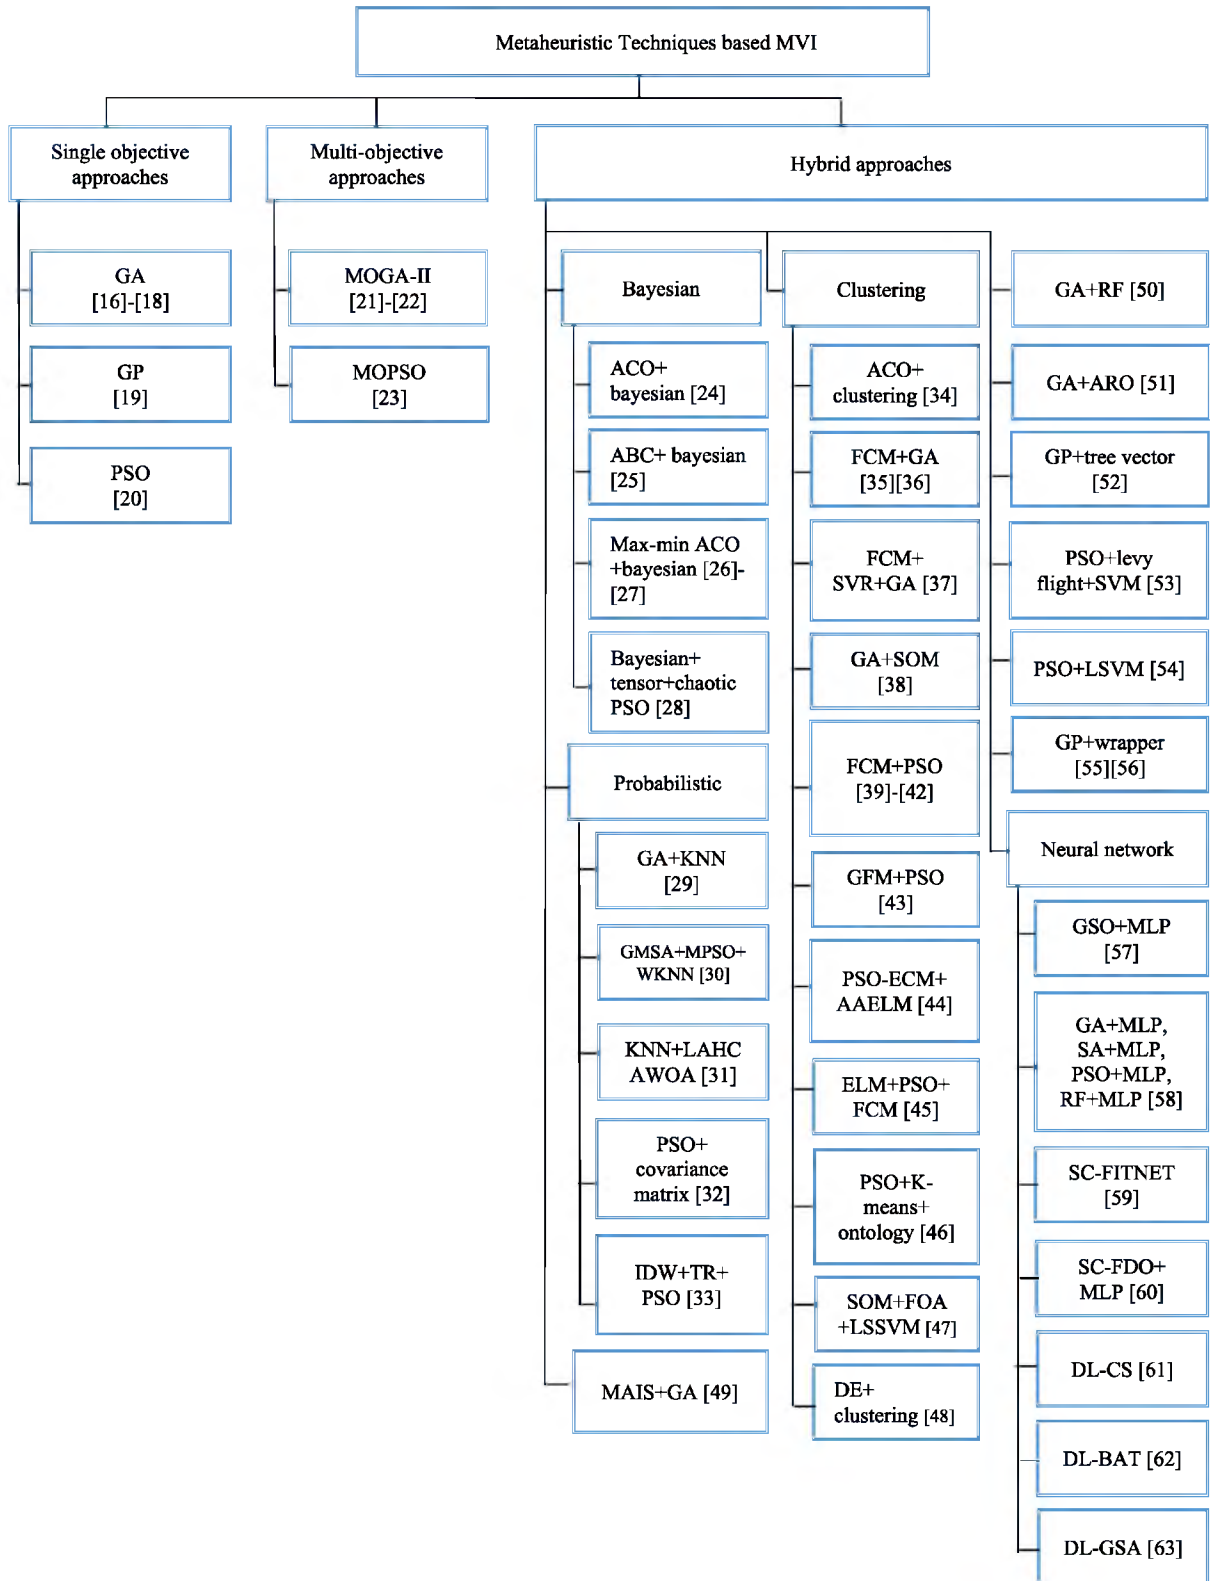 Metaheuristic Techniques based MVI
Single objective
approaches
Multi-objective
approaches
Hybrid approaches
GA
[16]-[18]
GP
[19]
PSO
[20]
MOGA-II
[21]-[22]
MOPSO
[23]
Bayesian
ACO+
bayesian [24]
ABC+ bayesian
[25]
Max-min ACO
+bayesian [26]-
[27]
Bayesian+
tensor+chaotic
PSO [28]
Probabilistic
GA+KNN
[29]
GMSA+MPSO+
WKNN [30]
KNN+LAHC
AWOA [31]
PSO+
covariance
matrix [32]
IDW+TR+
PSO [33]
MAIS+GA [49]
Clustering
ACO+
clustering [34]
FCM+GA
[35][36]
FCM+
SVR+GA [37]
GA+SOM
[38]
FCM+PSO
[39]-[42]
GFM+PSO
[43]
PSO-ECM+
AAELM [44]
ELM+PSO+
FCM [45]
PSO+K-
means+
ontology [46]
SOM+FOA
+LSSVM [47]
DE+
clustering [48]
GA+RF [50]
GA+ARO [51]
GP+tree vector
[52]
PSO+levy
flight+SVM [53]
PSO+LSVM [54]
GP+wrapper
[55][56]
Neural network
GSO+MLP
[57]
GA+MLP,
SA+MLP,
PSO+MLP,
RF+MLP [58]
SC-FITNET
[59]
SC-FDO+
MLP [60]
DL-CS [61]
DL-BAT [62]
DL-GSA [63]